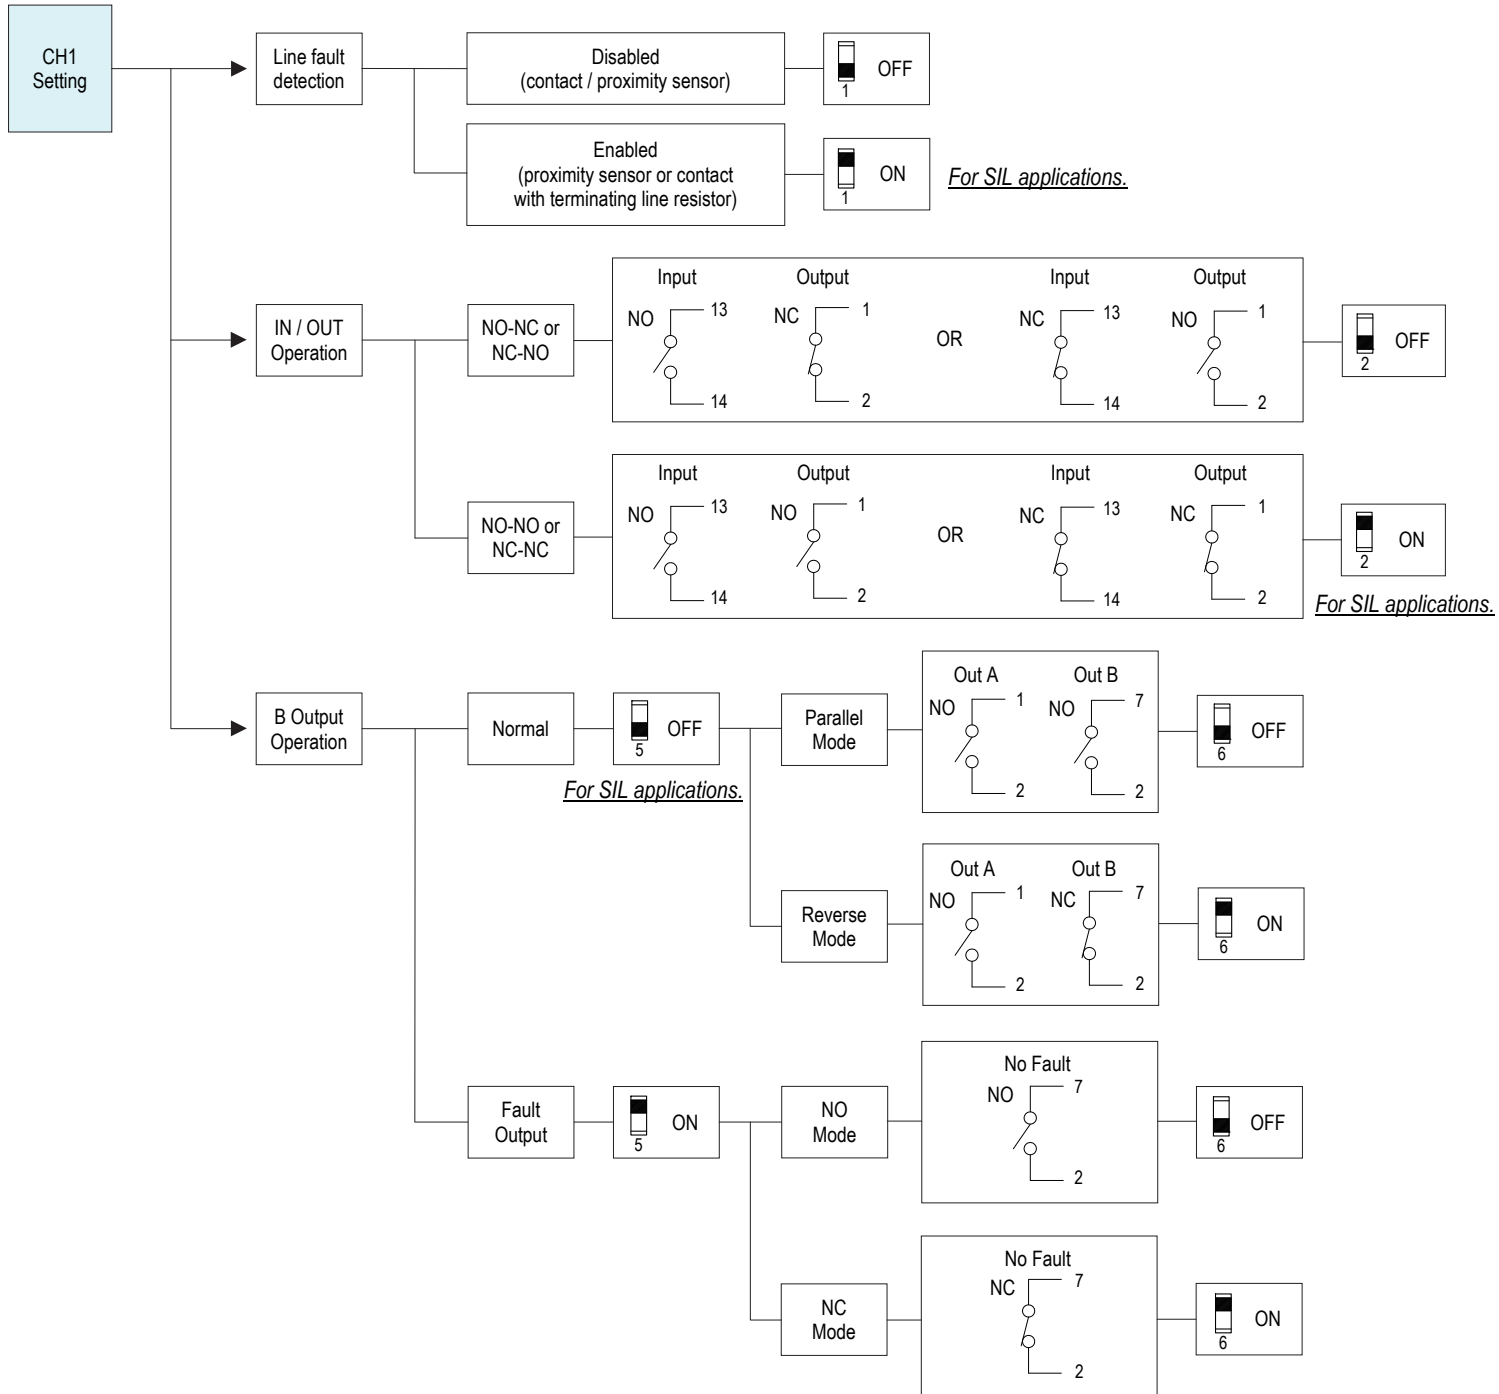 CH1
Setting
Line fault
detection
Disabled
(contact / proximity sensor)
1
OFF
Enabled
(proximity sensor or contact
with terminating line resistor)
1
ON
For SIL applications.
IN / OUT
Operation
NO-NC or
NC-NO
Input
NO
13
14
Output
NC
1
2
OR
Input
NC
13
14
Output
NO
1
2
2
OFF
NO-NO or
NC-NC
Input
NO
13
14
Output
NO
1
2
OR
Input
NC
13
14
Output
NC
1
2
2
ON
For SIL applications.
B Output
Operation
Normal
5
OFF
For SIL applications.
Parallel
Mode
Out A
NO
1
2
Out B
NO
7
2
6
OFF
Reverse
Mode
Out A
NO
1
2
Out B
NC
7
2
6
ON
Fault
Output
5
ON
NO
Mode
No Fault
NO
7
2
6
OFF
NC
Mode
No Fault
NC
7
2
6
ON